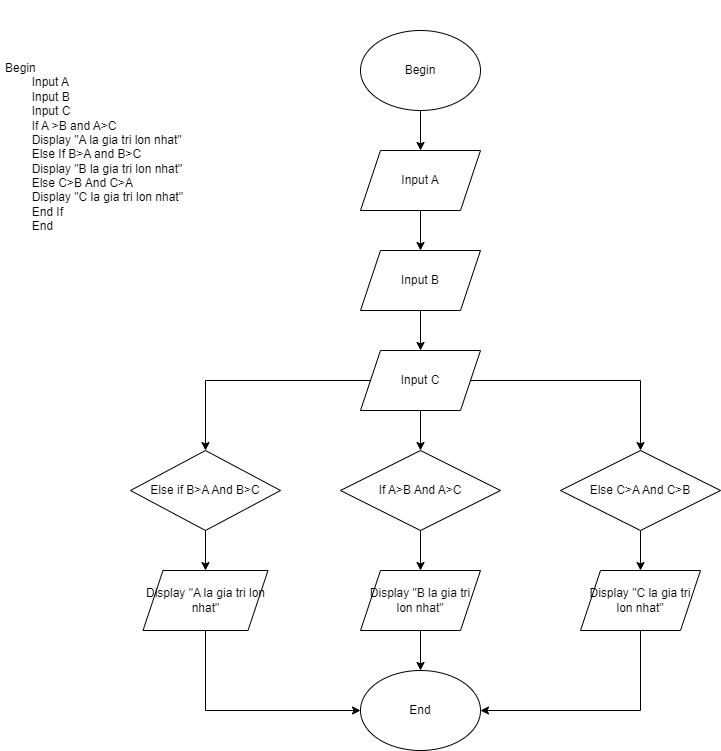 Begin
Input A
Input B
Input C
If A >B and A>C
Display "A la gia tri lon nhat"
Else If B>A and B>C
Display "B la gia tri lon nhat"
Else C>B And C>A
Display "C la gia tri lon nhat"
End If
End
Begin
Input A
Input B
Input C
Else if B>A And B>C
If A>B And A>C
Else C>A And C>B
Display "A la gia tri lon
nhat"
Display "B la gia tri
lon nhat"
Display "C la gia tri
lon nhat"
End